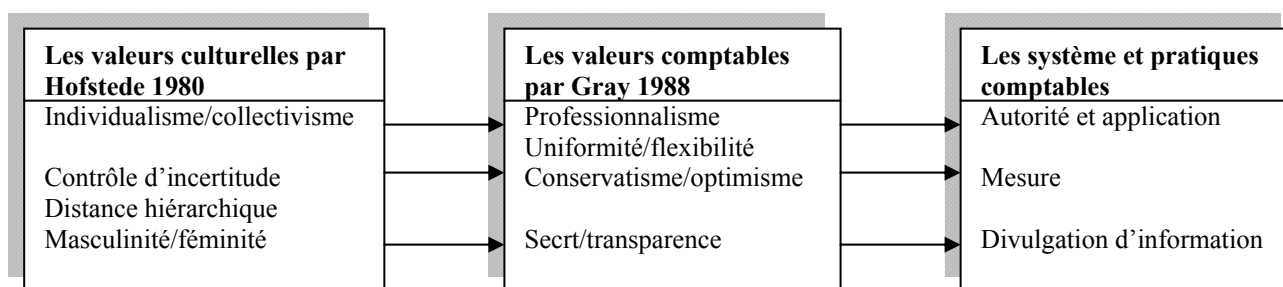 Les valeurs culturelles par
Hofstede 1980
Individualisme/collectivisme
Contrôle d'incertitude
Distance hiérarchique
Masculinité/féminité
Les valeurs comptables
par Gray 1988
Professionnalisme
Uniformité/flexibilité
Conservatisme/optimisme
Secrt/transparence
Les système et pratiques
comptables
Autorité et application
Mesure
Divulgation d'information